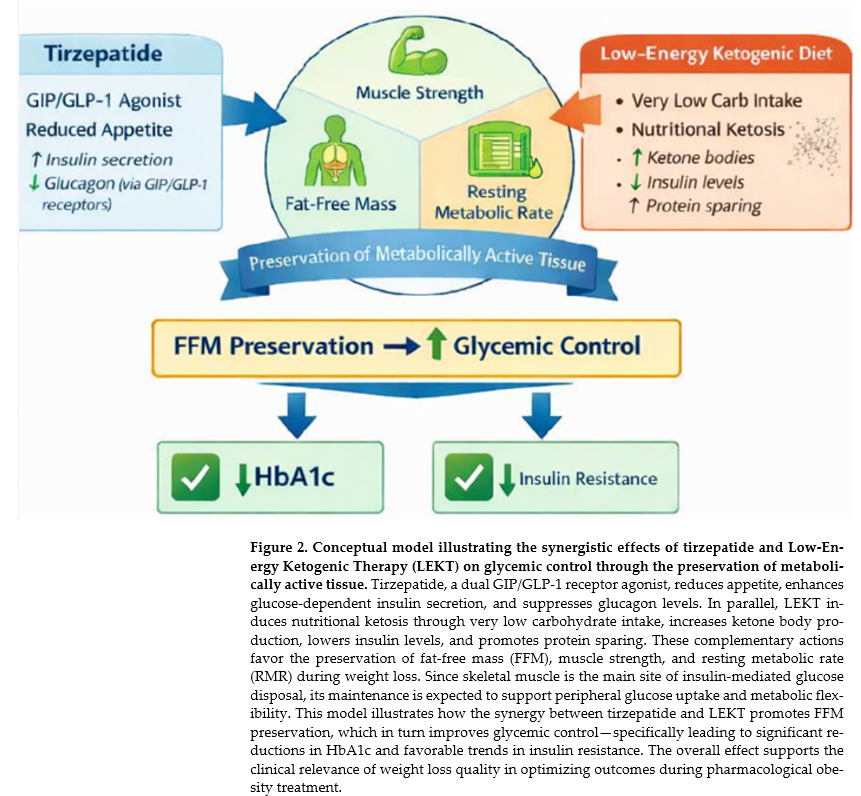 Tirzepatide
GIP/GLP-1 Agonist
Reduced Appetite
↑ Insulin secretion
↓ Glucagon (via GIP/GLP-1
receptors)
Muscle Strength
Fat-Free Mass
Resting
Metabolic Rate
Preservation of Metabolically Active Tissue
Low-Energy Ketogenic Diet
• Very Low Carb Intake
• Nutritional Ketosis
• ↑ Ketone bodies
• ↓ Insulin levels
↑ Protein sparing
FFM Preservation → ↑ Glycemic Control
↓ HbA1c
↓ Insulin Resistance
Figure 2. Conceptual model illustrating the synergistic effects of tirzepatide and Low-En-
ergy Ketogenic Therapy (LEKT) on glycemic control through the preservation of metaboli-
cally active tissue. Tirzepatide, a dual GIP/GLP-1 receptor agonist, reduces appetite, enhances
glucose-dependent insulin secretion, and suppresses glucagon levels. In parallel, LEKT in-
duces nutritional ketosis through very low carbohydrate intake, increases ketone body pro-
duction, lowers insulin levels, and promotes protein sparing. These complementary actions
favor the preservation of fat-free mass (FFM), muscle strength, and resting metabolic rate
(RMR) during weight loss. Since skeletal muscle is the main site of insulin-mediated glucose
disposal, its maintenance is expected to support peripheral glucose uptake and metabolic flex-
ibility. This model illustrates how the synergy between tirzepatide and LEKT promotes FFM
preservation, which in turn improves glycemic control—specifically leading to significant re-
ductions in HbA1c and favorable trends in insulin resistance. The overall effect supports the
clinical relevance of weight loss quality in optimizing outcomes during pharmacological obe-
sity treatment.